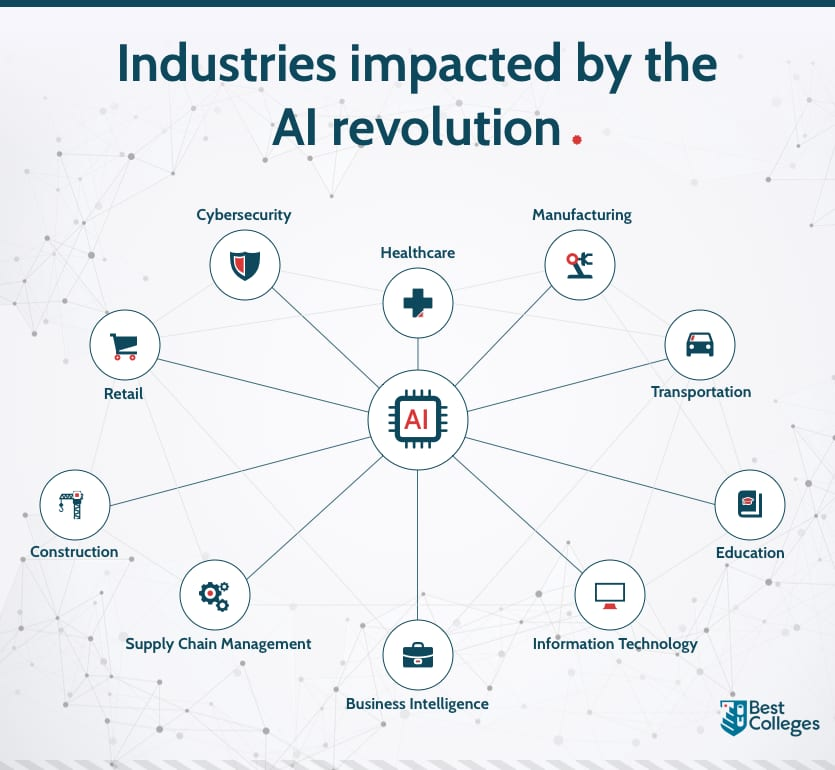 Industries impacted by the
AI revolution.
Cybersecurity
Manufacturing
Healthcare
Retail
Transportation
AI
Construction
Education
Supply Chain Management
Information Technology
Business Intelligence
Best
Colleges